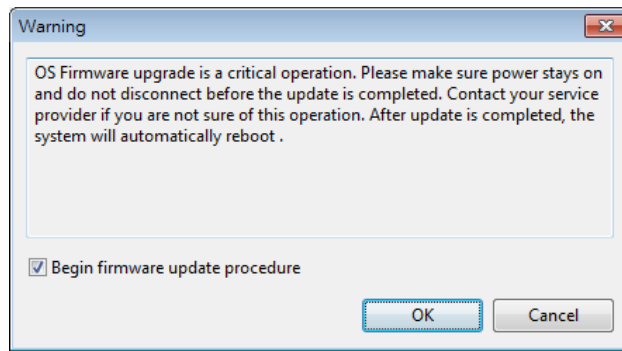 Warning
OS Firmware upgrade is a critical operation. Please make sure power stays on
and do not disconnect before the update is completed. Contact your service
provider if you are not sure of this operation. After update is completed, the
system will automatically reboot .
Begin firmware update procedure
OK
Cancel